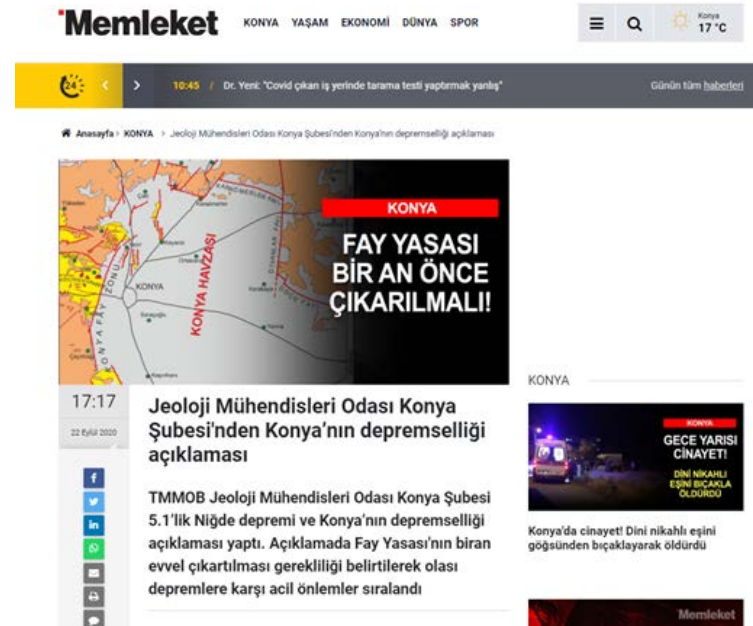 Memleket
KONYA YAŞAM EKONOMİ DÜNYA SPOR
Konya
17 °C
24
10:45 / Dr. Yeni: "Covid çıkan iş yerinde tarama testi yaptırmak yanlış"
Günün tüm haberleri
Anasayfa > KONYA > Jeoloji Mühendisleri Odası Konya Şubesi'nden Konya'nın depremselliği açıklaması
KONYA
FAY YASASI
BİR AN ÖNCE
ÇIKARILMALI!
KONYA HAVZASI
KONYA FAY ZONU
KONYA
17:17
22 Eylül 2020
Jeoloji Mühendisleri Odası Konya
Şubesi'nden Konya'nın depremselliği
açıklaması
TMMOB Jeoloji Mühendisleri Odası Konya Şubesi
5.1'lik Niğde depremi ve Konya'nın depremselliği
açıklaması yaptı. Açıklamada Fay Yasası'nın biran
evvel çıkartılması gerekliliği belirtilerek olası
depremlere karşı acil önlemler sıralandı
KONYA
KONYA
GECE YARISI
CİNAYET!
DİNİ NİKAHLI
EŞİNİ BIÇAKLA
ÖLDÜRDÜ
Konya'da cinayet! Dini nikahlı eşini
göğsünden bıçaklayarak öldürdü
Memleket